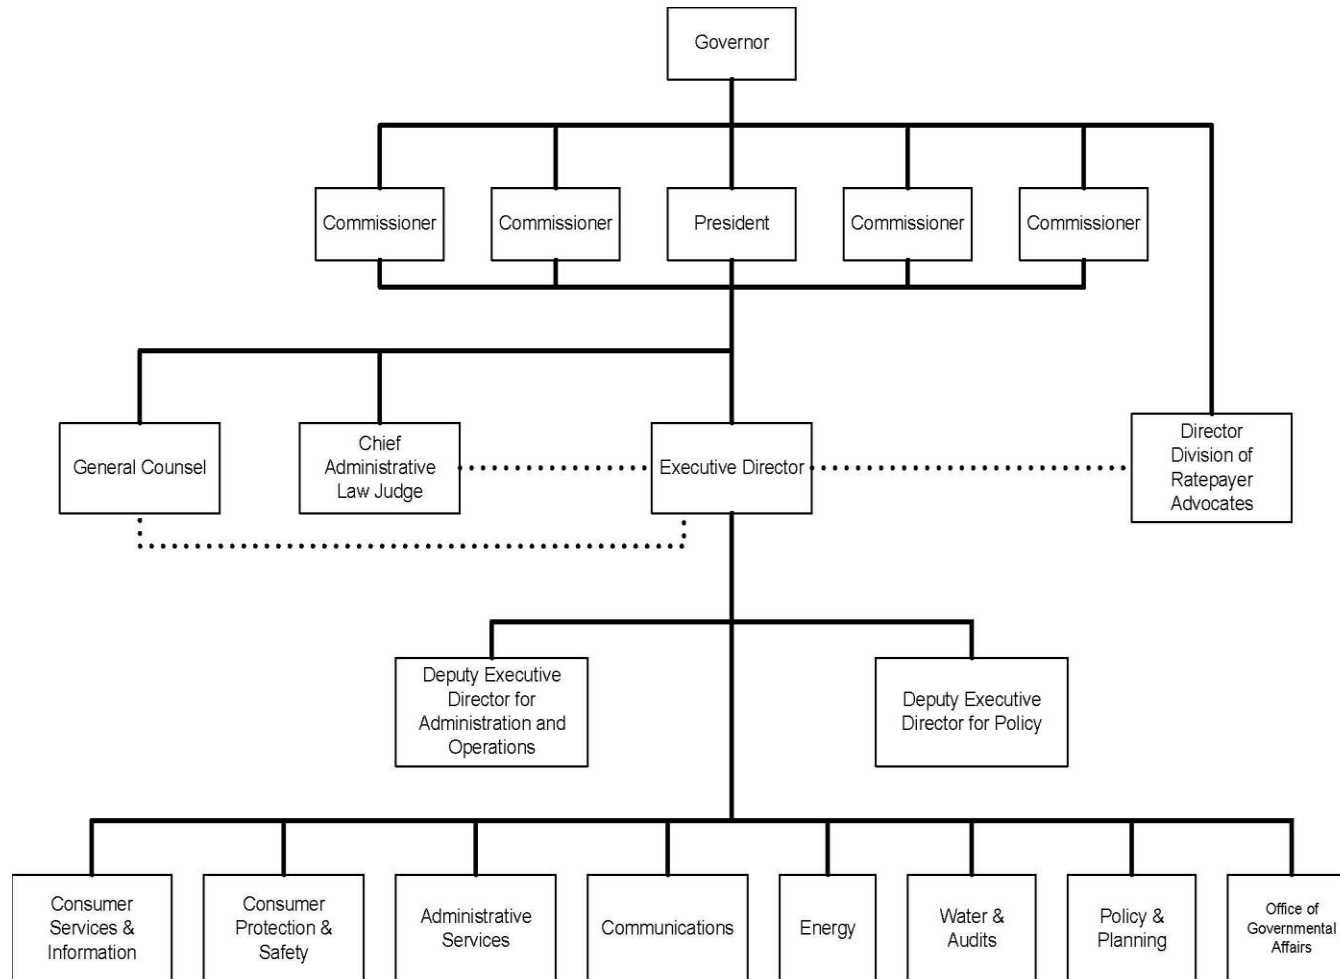 Governor
Commissioner
Commissioner
President
Commissioner
Commissioner
General Counsel
Chief
Administrative
Law Judge
Executive Director
Director
Division of
Ratepayer
Advocates
Deputy Executive
Director for
Administration and
Operations
Deputy Executive
Director for Policy
Consumer
Services &
Information
Consumer
Protection &
Safety
Administrative
Services
Communications
Energy
Water &
Audits
Policy &
Planning
Office of
Governmental
Affairs